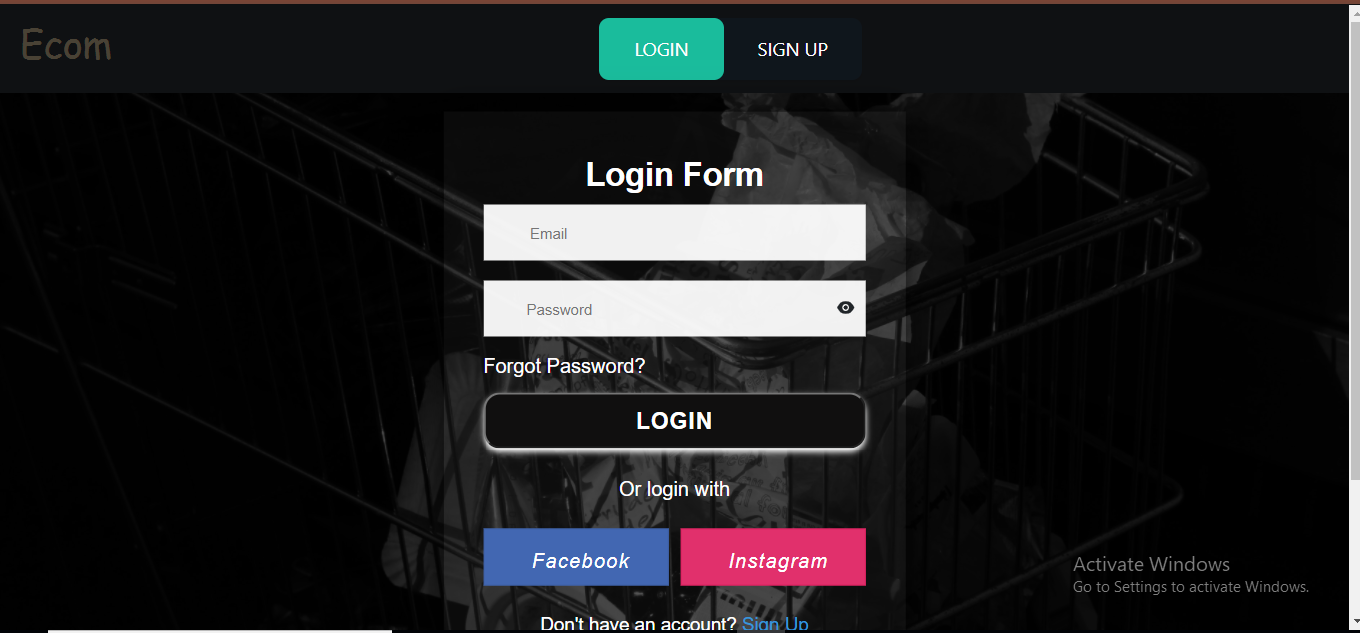 Ecom
LOGIN
SIGN UP
Login Form
Email
Password
Forgot Password?
LOGIN
Or login with
Facebook
Instagram
Don't have an account? Sign Up
Activate Windows
Go to Settings to activate Windows.